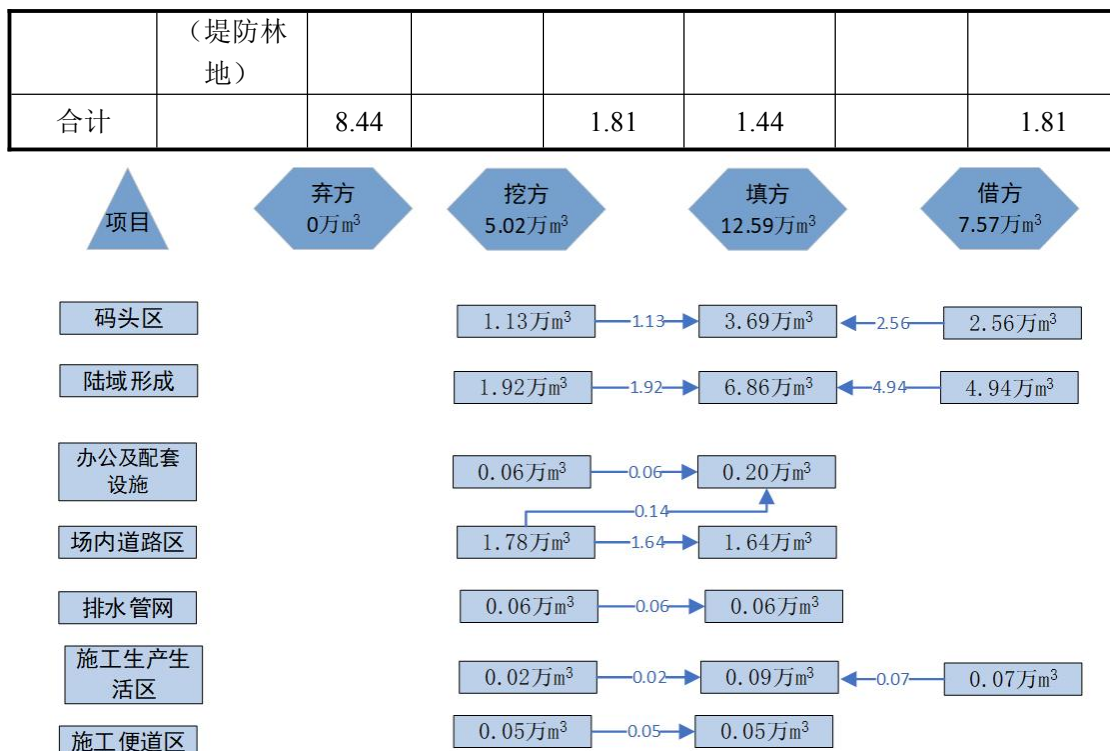 （堤防林
地）
合计 8.44 1.81 1.44 1.81
项目
弃方
0万m³
挖方
5.02万m³
填方
12.59万m³
借方
7.57万m³
码头区 1.13万m³ 1.13 3.69万m³ 2.56 2.56万m³
陆域形成 1.92万m³ 1.92 6.86万m³ 4.94 4.94万m³
办公及配套
设施
0.06万m³ 0.06 0.20万m³
0.14
场内道路区 1.78万m³ 1.64 1.64万m³
排水管网 0.06万m³ 0.06 0.06万m³
施工生产生
活区
0.02万m³ 0.02 0.09万m³ 0.07 0.07万m³
施工便道区 0.05万m³ 0.05 0.05万m³